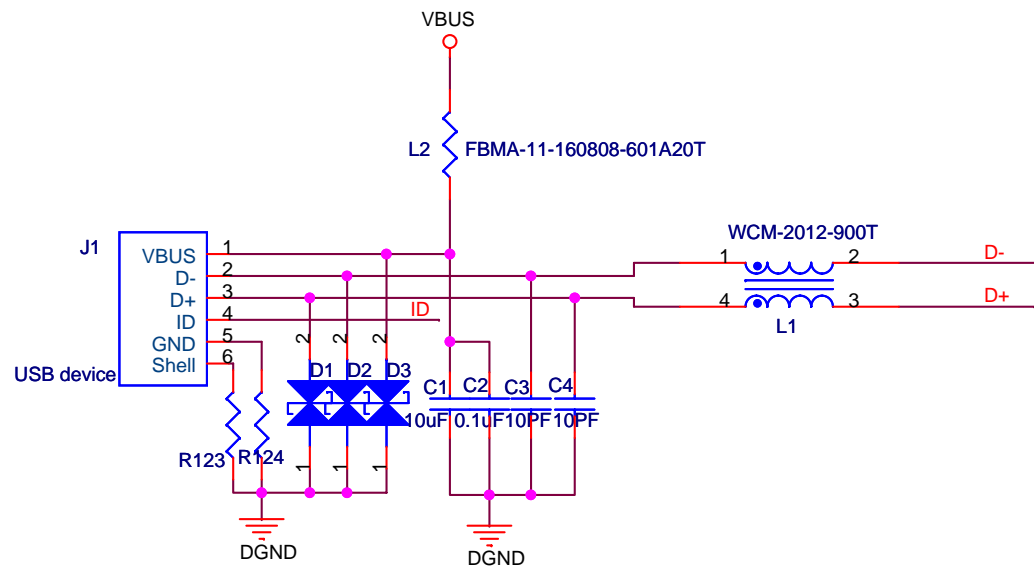 VBUS
L2
FBMA-11-160808-601A20T
J1
VBUS
D-
D+
ID
GND
Shell
1
2
3
4
5
6
ID
USB device
WCM-2012-900T
1
2
D-
4
3
D+
L1
2
2
2
D1
D2
D3
C1
C2
C3
C4
10uF
0.1uF
10PF
10PF
R123
R124
1
1
1
DGND
DGND